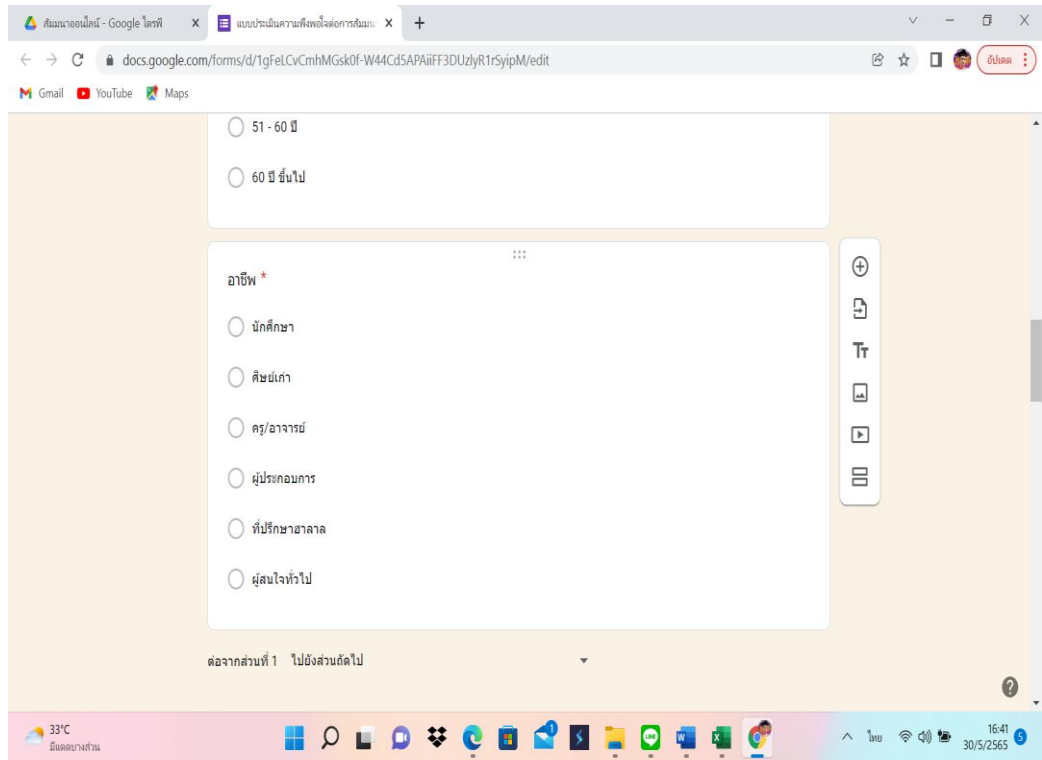 สัมมนาออนไลน์ - Google ไดรฟ์
แบบประเมินความพึงพอใจต่อการสัมมน
docs.google.com/forms/d/1gFeLCvCmhMGsk0f-W44Cd5APAiiFF3DUzlyR1rSyipM/edit
อัปเดต
Gmail
YouTube
Maps
51 - 60 ปี
60 ปี ขึ้นไป
อาชีพ *
นักศึกษา
ศิษย์เก่า
ครู/อาจารย์
ผู้ประกอบการ
ที่ปรึกษาฮาลาล
ผู้สนใจทั่วไป
ต่อจากส่วนที่ 1 ไปยังส่วนถัดไป
33°C
มีแดดบางส่วน
ไทย
16:41
30/5/2565
5